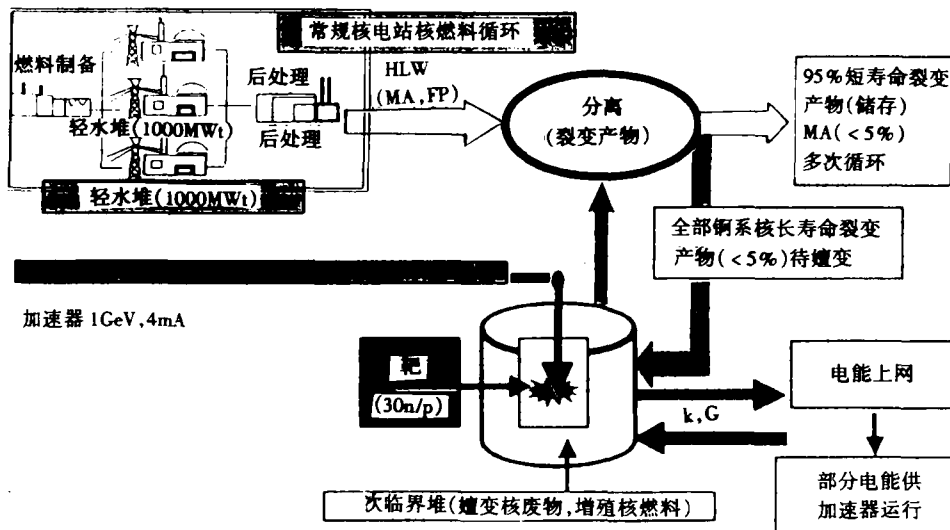 常规核电站核燃料循环
燃料制备
轻水堆(1000MWt)
后处理
后处理
轻水堆(1000MWt)
HLW
(MA,FP)
分离
(裂变产物)
95%短寿命裂变
产物(储存)
MA(<5%)
多次循环
全部锕系核长寿命裂变
产物(<5%)待嬗变
加速器1GeV,4mA
靶
(30n/p)
k,G
电能上网
部分电能供
加速器运行
次临界堆(嬗变核废物,增殖核燃料)